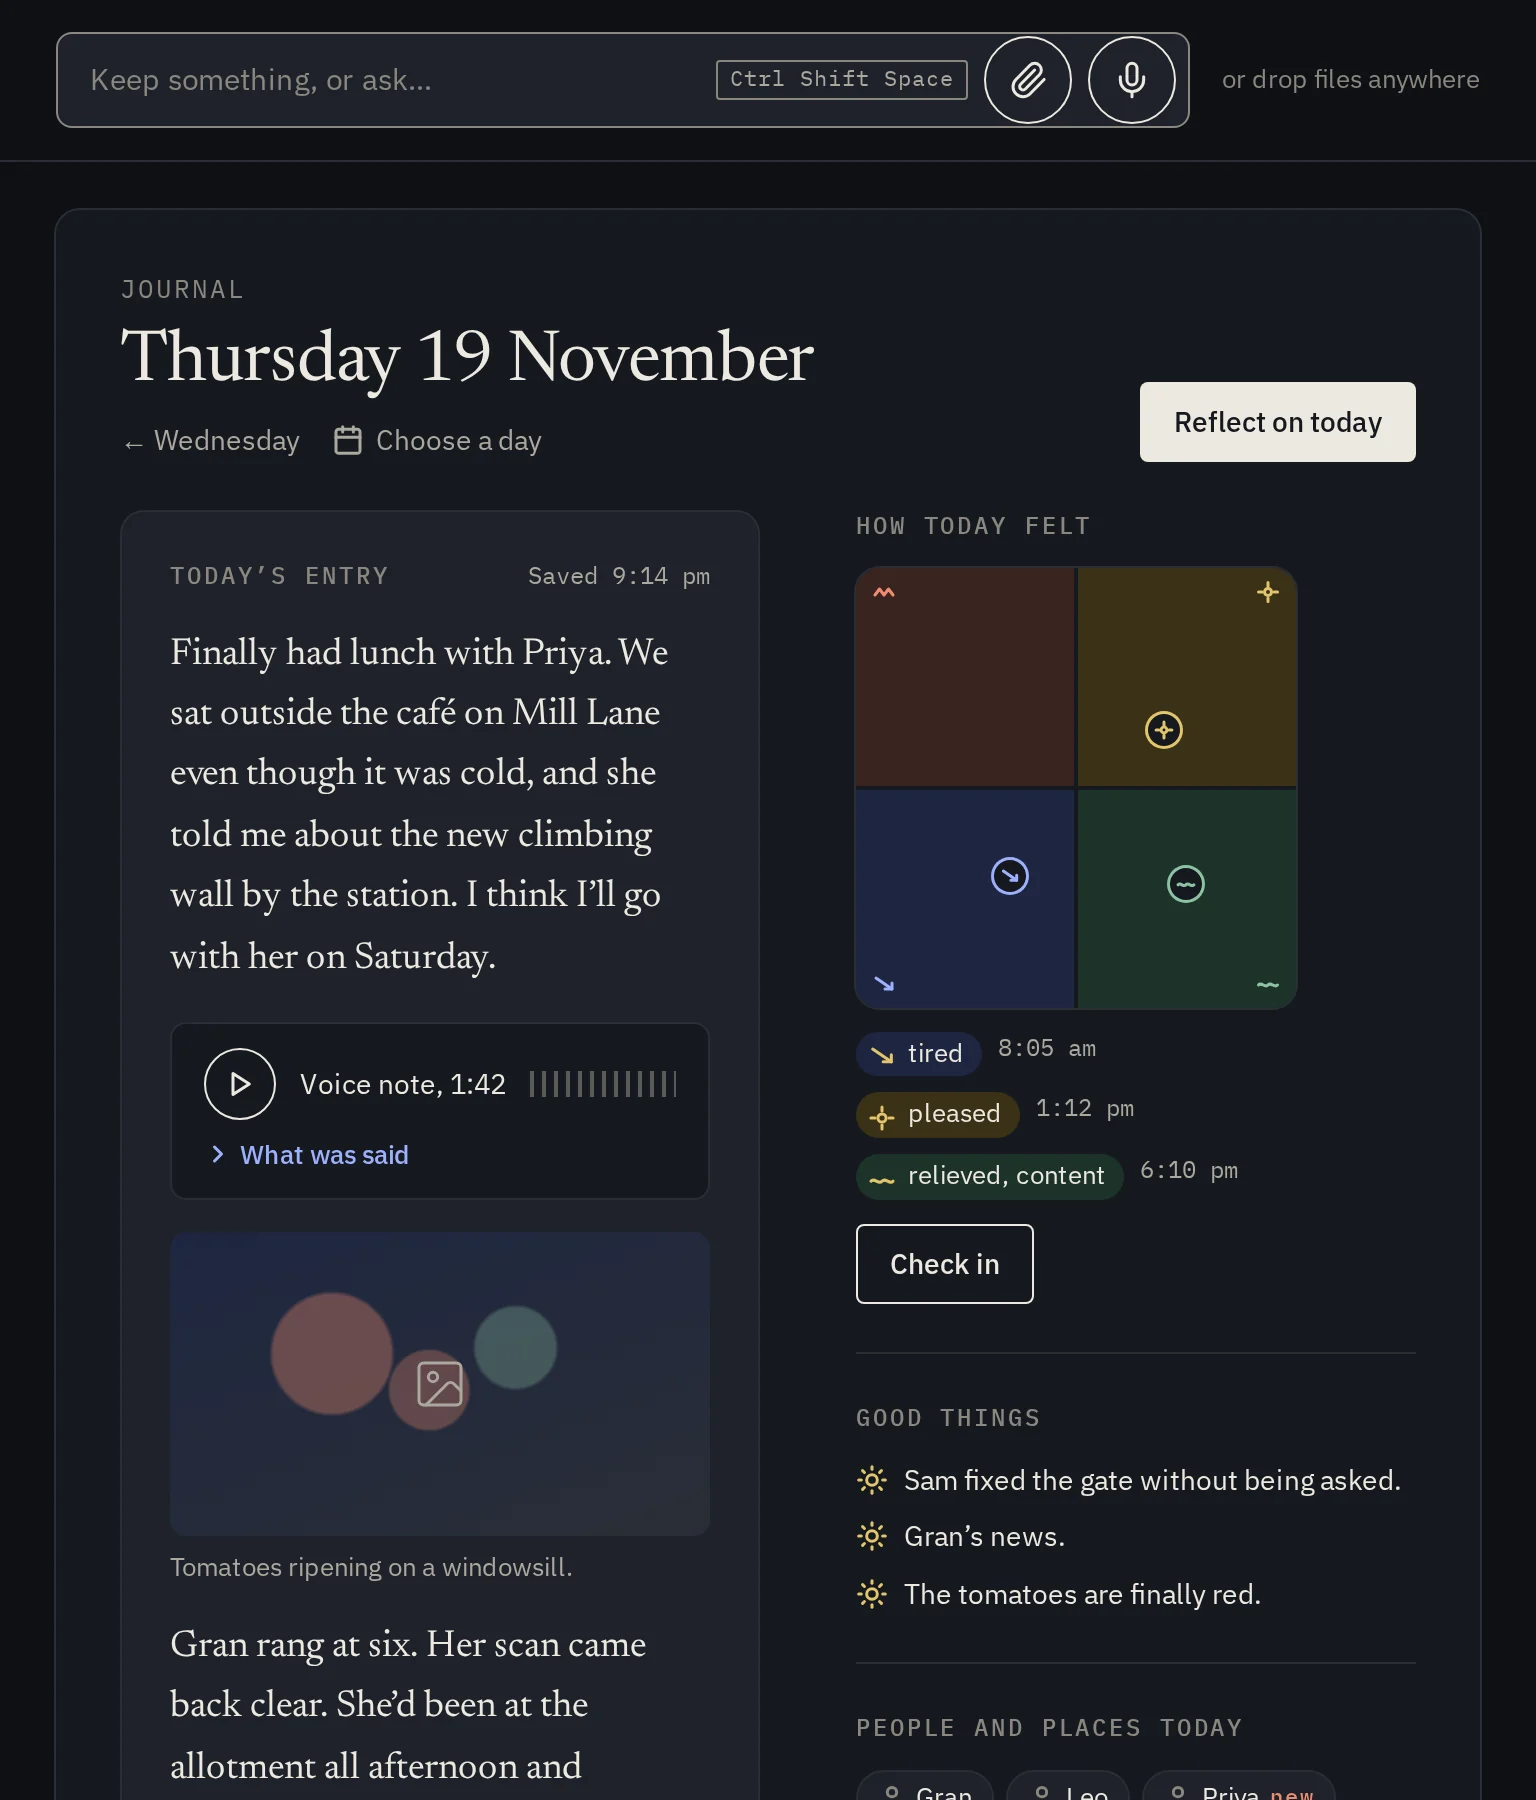 Keep something, or ask...
Ctrl Shift Space
or drop files anywhere
JOURNAL
Thursday 19 November
← Wednesday
Choose a day
Reflect on today
TODAY’S ENTRY
Saved 9:14 pm
Finally had lunch with Priya. We
sat outside the café on Mill Lane
even though it was cold, and she
told me about the new climbing
wall by the station. I think I’ll go
with her on Saturday.
Voice note, 1:42
What was said
Tomatoes ripening on a windowsill.
Gran rang at six. Her scan came
back clear. She’d been at the
allotment all afternoon and
HOW TODAY FELT
tired 8:05 am
pleased 1:12 pm
relieved, content 6:10 pm
Check in
GOOD THINGS
Sam fixed the gate without being asked.
Gran’s news.
The tomatoes are finally red.
PEOPLE AND PLACES TODAY
Gran
Leo
Priya new